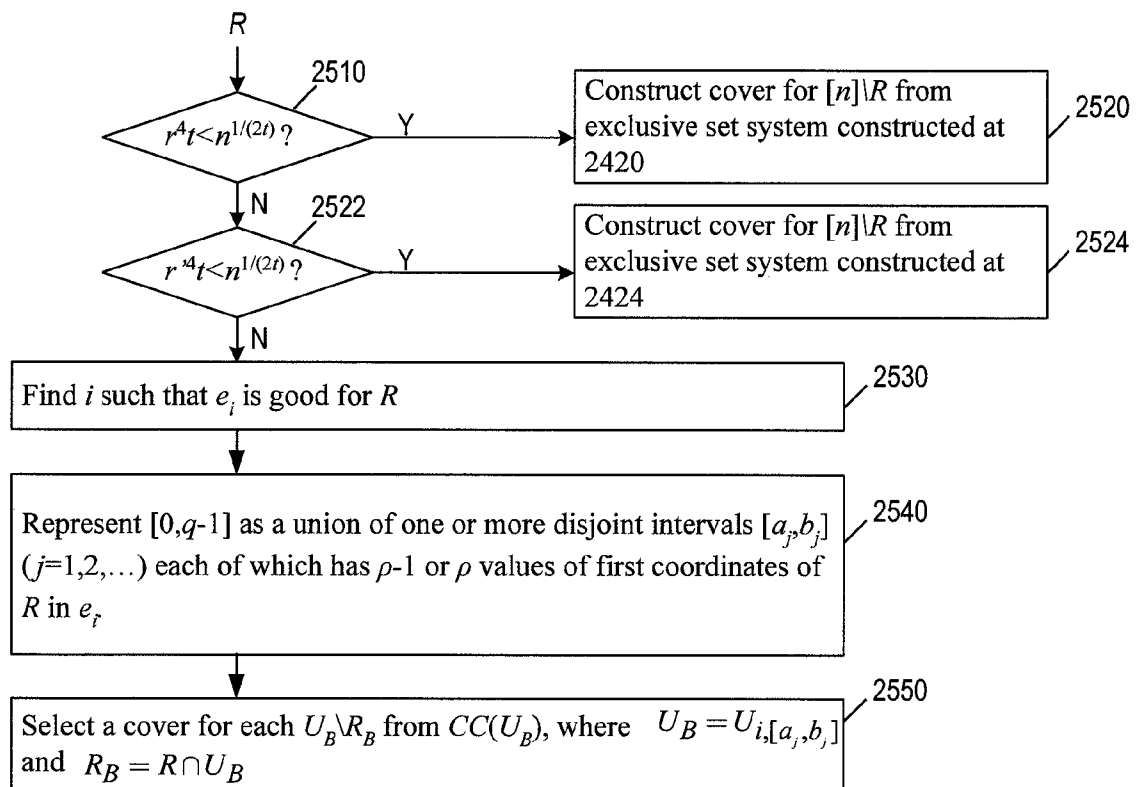 R
2510
r⁴t<n^{1/(2t)}?
Y
Construct cover for [n]\R from
exclusive set system constructed at
2420
2520
N
2522
r'⁴t<n^{1/(2t)}?
Y
Construct cover for [n]\R from
exclusive set system constructed at
2424
2524
N
Find i such that e_i is good for R
2530
Represent [0,q-1] as a union of one or more disjoint intervals [a_j,b_j]
(j=1,2,…) each of which has ρ-1 or ρ values of first coordinates of
R in e_i.
2540
2550
Select a cover for each U_B\R_B from CC(U_B), where U_B = U_{i,[a_j,b_j]}
and R_B = R∩U_B